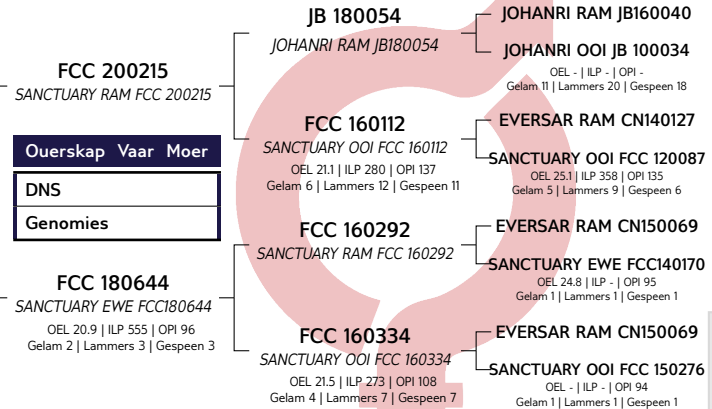 FCC 200215
SANCTUARY RAM FCC 200215
Ouerskap Vaar Moer
DNS
Genomies
FCC 180644
SANCTUARY EWE FCC180644
OEL 20.9 | ILP 555 | OPI 96
Gelam 2 | Lammers 3 | Gespeen 3
JB 180054
JOHANRI RAM JB180054
FCC 160112
SANCTUARY OOI FCC 160112
OEL 21.1 | ILP 280 | OPI 137
Gelam 6 | Lammers 12 | Gespeen 11
FCC 160292
SANCTUARY RAM FCC 160292
FCC 160334
SANCTUARY OOI FCC 160334
OEL 21.5 | ILP 273 | OPI 108
Gelam 4 | Lammers 7 | Gespeen 7
JOHANRI RAM JB160040
JOHANRI OOI JB 100034
OEL - | ILP - | OPI -
Gelam 11 | Lammers 20 | Gespeen 18
EVERSAR RAM CN140127
SANCTUARY OOI FCC 120087
OEL 25.1 | ILP 358 | OPI 135
Gelam 5 | Lammers 9 | Gespeen 6
EVERSAR RAM CN150069
SANCTUARY EWE FCC140170
OEL 24.8 | ILP - | OPI 95
Gelam 1 | Lammers 1 | Gespeen 1
EVERSAR RAM CN150069
SANCTUARY OOI FCC 150276
OEL - | ILP - | OPI 94
Gelam 1 | Lammers 1 | Gespeen 1